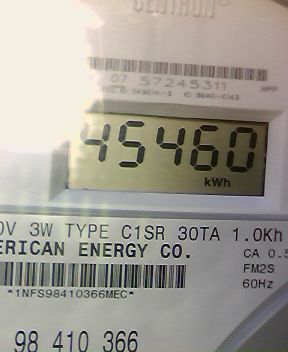 CENTRON®
07 57245311
45460
kWh
3W TYPE C1SR 30TA 1.0Kh
ERICAN ENERGY CO.
CA 0.5
FM2S
60Hz
*1NFS98410366MEC*
98 410 366